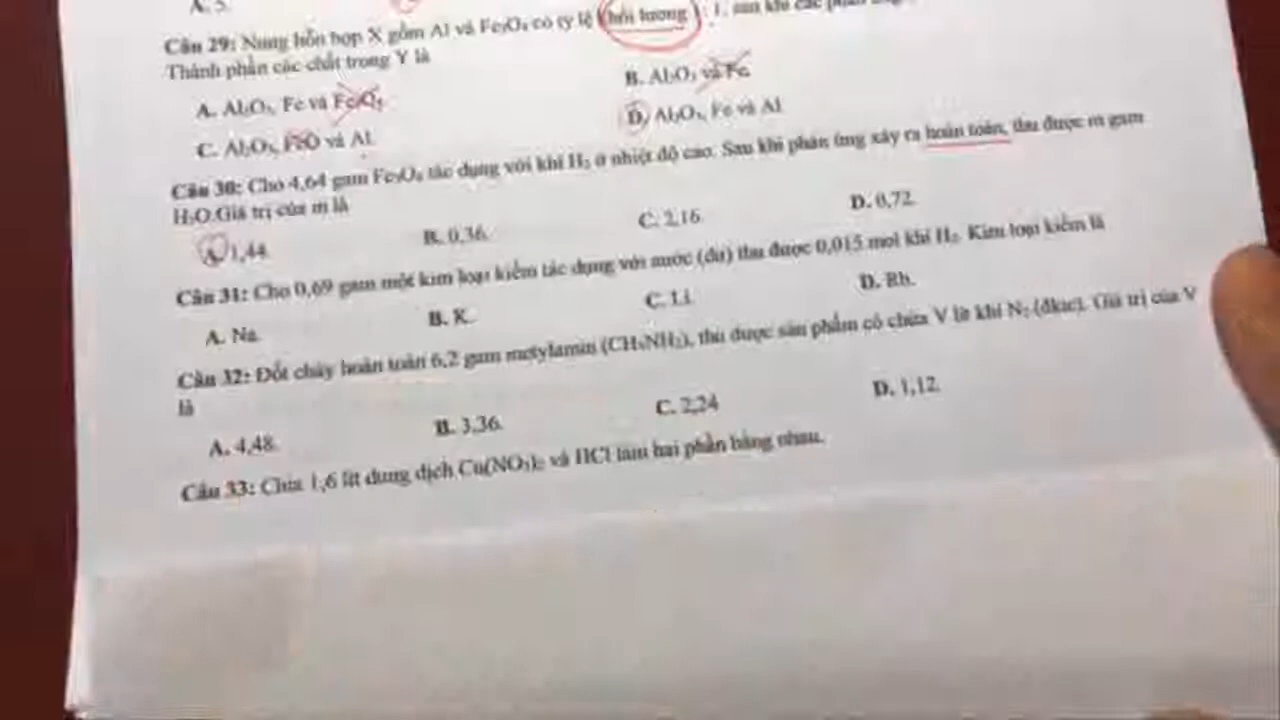 A. 5.
Câu 29: Nung hỗn hợp X gồm Al và Fe₃O₄ có tỷ lệ khối lượng 1: 1, sau khi các phản ứng
Thành phần các chất trong Y là
A. Al₂O₃, Fe và Fe₃O₄. B. Al₂O₃ và Fe.
C. Al₂O₃, FeO và Al. D. Al₂O₃, Fe và Al.
Câu 30: Cho 4,64 gam Fe₃O₄ tác dụng với khí H₂ ở nhiệt độ cao. Sau khi phản ứng xảy ra hoàn toàn, thu được m gam
H₂O.Giá trị của m là
A. 1,44. B. 0,36. C. 2,16. D. 0,72.
Câu 31: Cho 0,69 gam một kim loại kiềm tác dụng với nước (dư) thu được 0,015 mol khí H₂. Kim loại kiềm là
A. Na. B. K. C. Li. D. Rb.
Câu 32: Đốt cháy hoàn toàn 6,2 gam metylamin (CH₃NH₂), thu được sản phẩm có chứa V lít khí N₂ (đktc). Giá trị của V
là
A. 4,48. B. 3,36. C. 2,24 D. 1,12.
Câu 33: Chia 1,6 lít dung dịch Cu(NO₃)₂ và HCl làm hai phần bằng nhau.